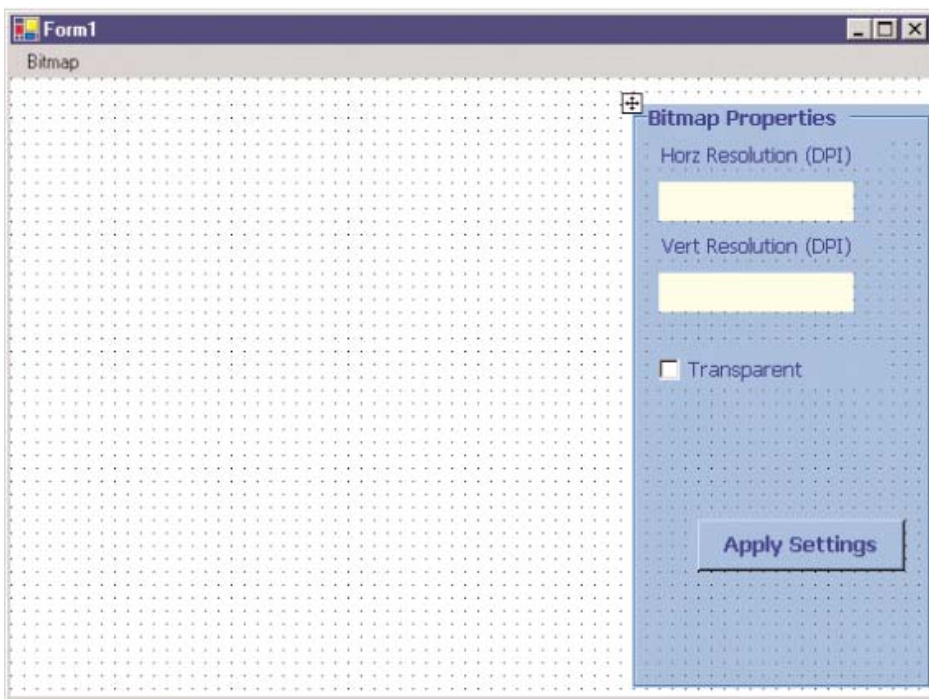 Form1
Bitmap
Bitmap Properties
Horz Resolution (DPI)
Vert Resolution (DPI)
Transparent
Apply Settings